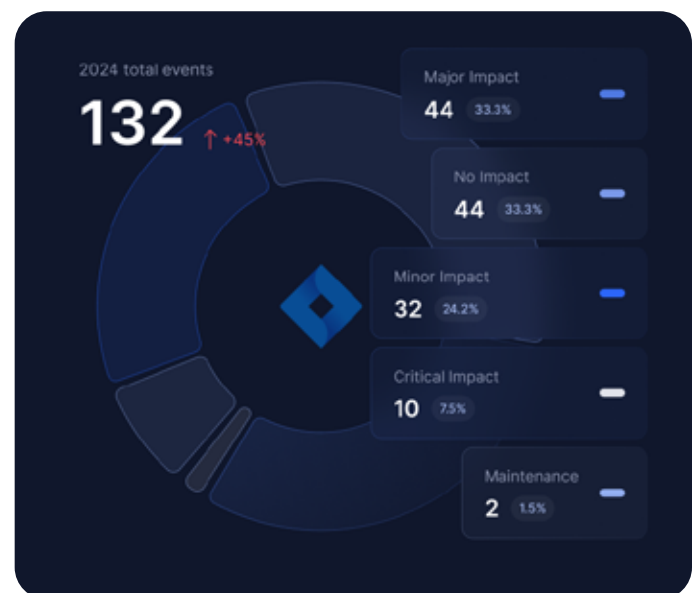 2024 total events
132 ↑ +45%
Major Impact
44 33.3%
No Impact
44 33.3%
Minor Impact
32 24.2%
Critical Impact
10 7.5%
Maintenance
2 1.5%